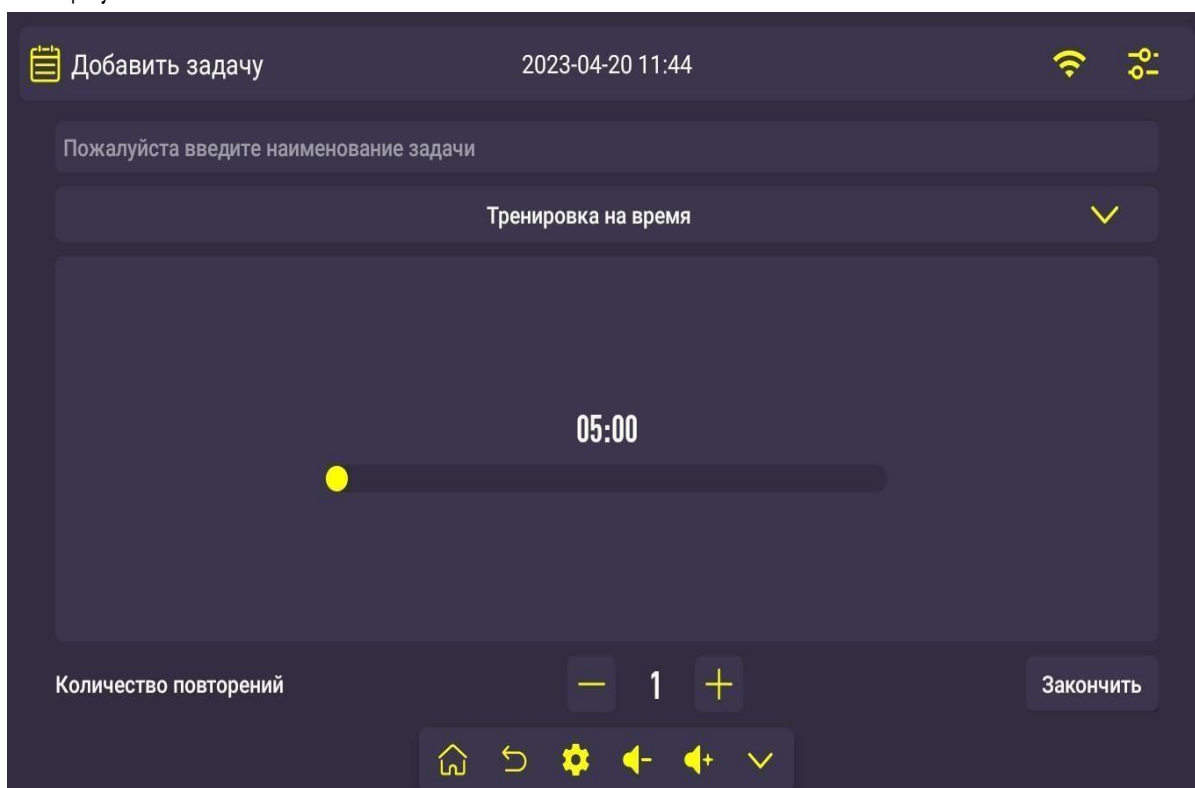 Добавить задачу 2023-04-20 11:44
Пожалуйста введите наименование задачи
Тренировка на время
05:00
Количество повторений 1 Закончить